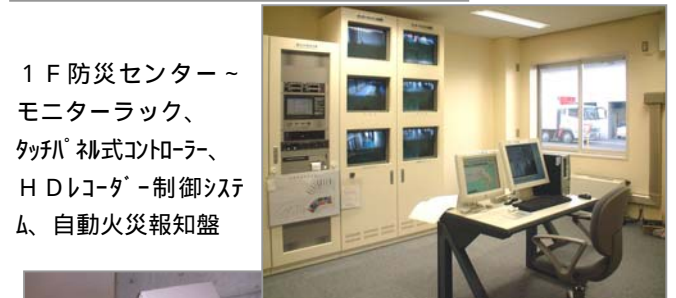 １Ｆ防災センター～
モニターラック、
ﾀｯﾁﾊﾟﾈﾙ式ｺﾝﾄﾛｰﾗｰ、
ＨＤﾚｺｰﾀﾞｰ制御ｼｽﾃ
ﾑ、自動火災報知盤